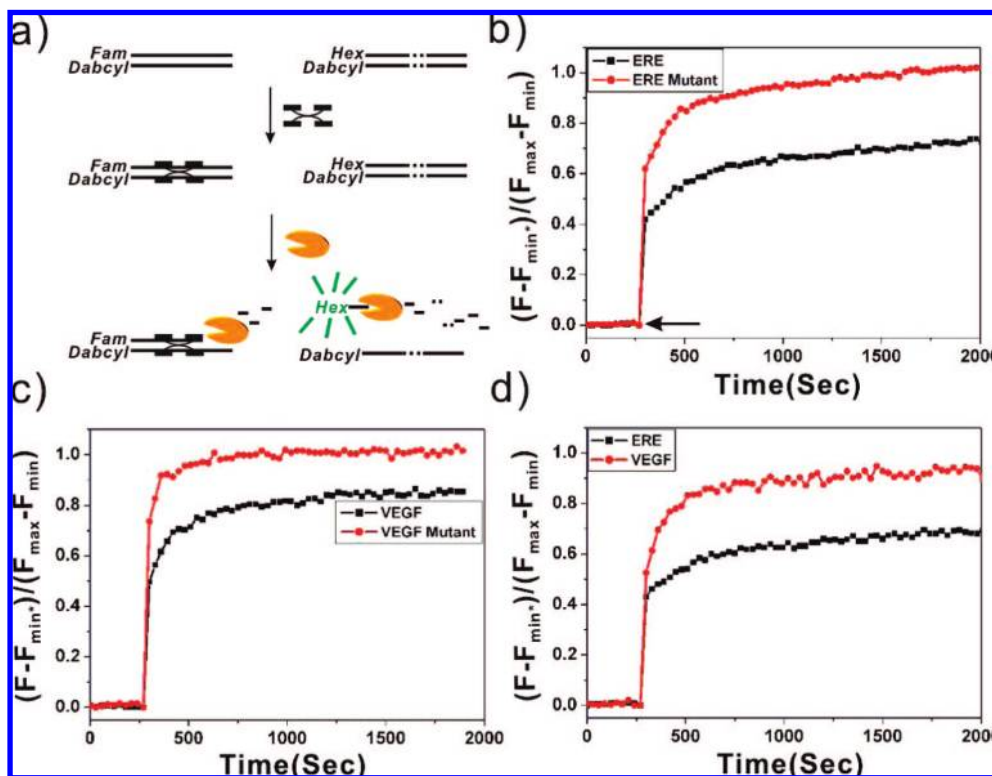 a)
Fam
Dabcyl
Hex
Dabcyl
Fam
Dabcyl
Hex
Dabcyl
Hex
Fam
Dabcyl
Dabcyl
b)
ERE
ERE Mutant
(F-Fmin*)/(Fmax-Fmin)
1.0
0.8
0.6
0.4
0.2
0.0
0 500 1000 1500 2000
Time(Sec)
c)
VEGF
VEGF Mutant
(F-Fmin*)/(Fmax-Fmin)
1.0
0.8
0.6
0.4
0.2
0.0
0 500 1000 1500 2000
Time(Sec)
d)
ERE
VEGF
(F-Fmin*)/(Fmax-Fmin)
1.0
0.8
0.6
0.4
0.2
0.0
0 500 1000 1500 2000
Time(Sec)